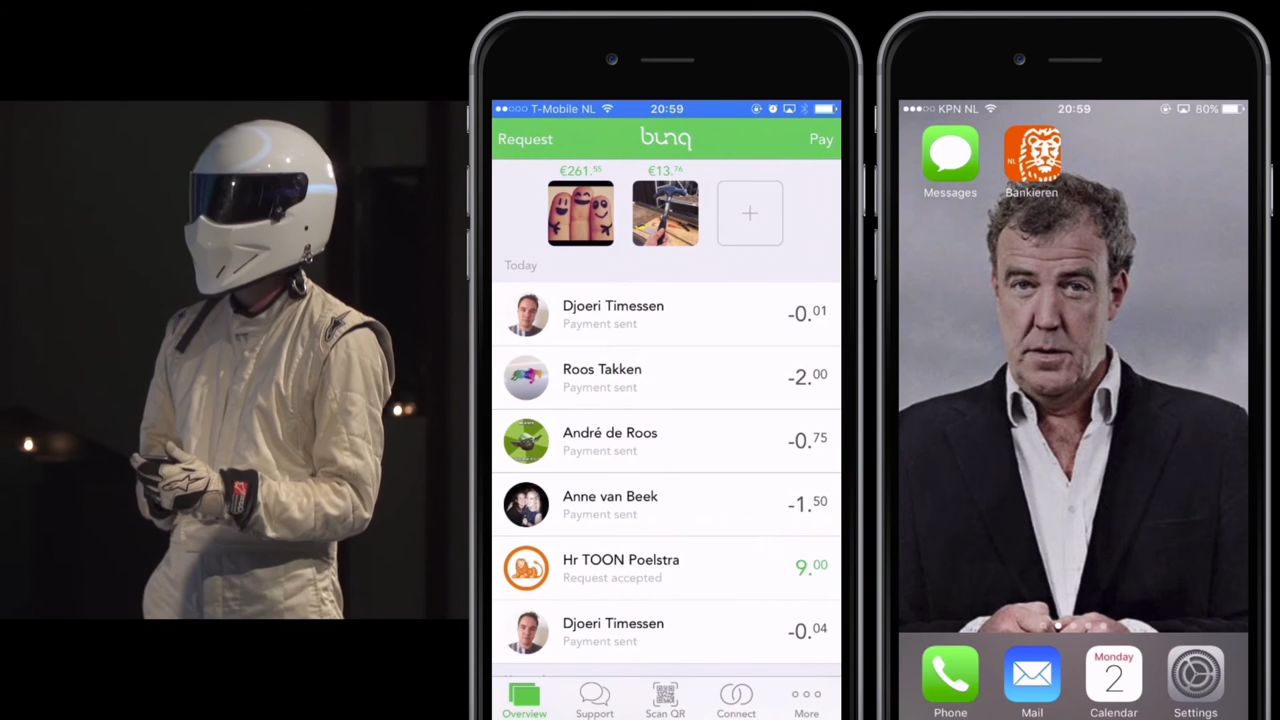 T-Mobile NL
20:59
Request
bunq
Pay
€261.55
€13.76
Today
Djoeri Timessen
Payment sent
-0.01
Roos Takken
Payment sent
-2.00
André de Roos
Payment sent
-0.75
Anne van Beek
Payment sent
-1.50
Hr TOON Poelstra
Request accepted
9.00
Djoeri Timessen
Payment sent
-0.04
Overview
Support
Scan QR
Connect
More
KPN NL
20:59
80%
NL
Messages
Bankieren
Monday
2
Phone
Mail
Calendar
Settings